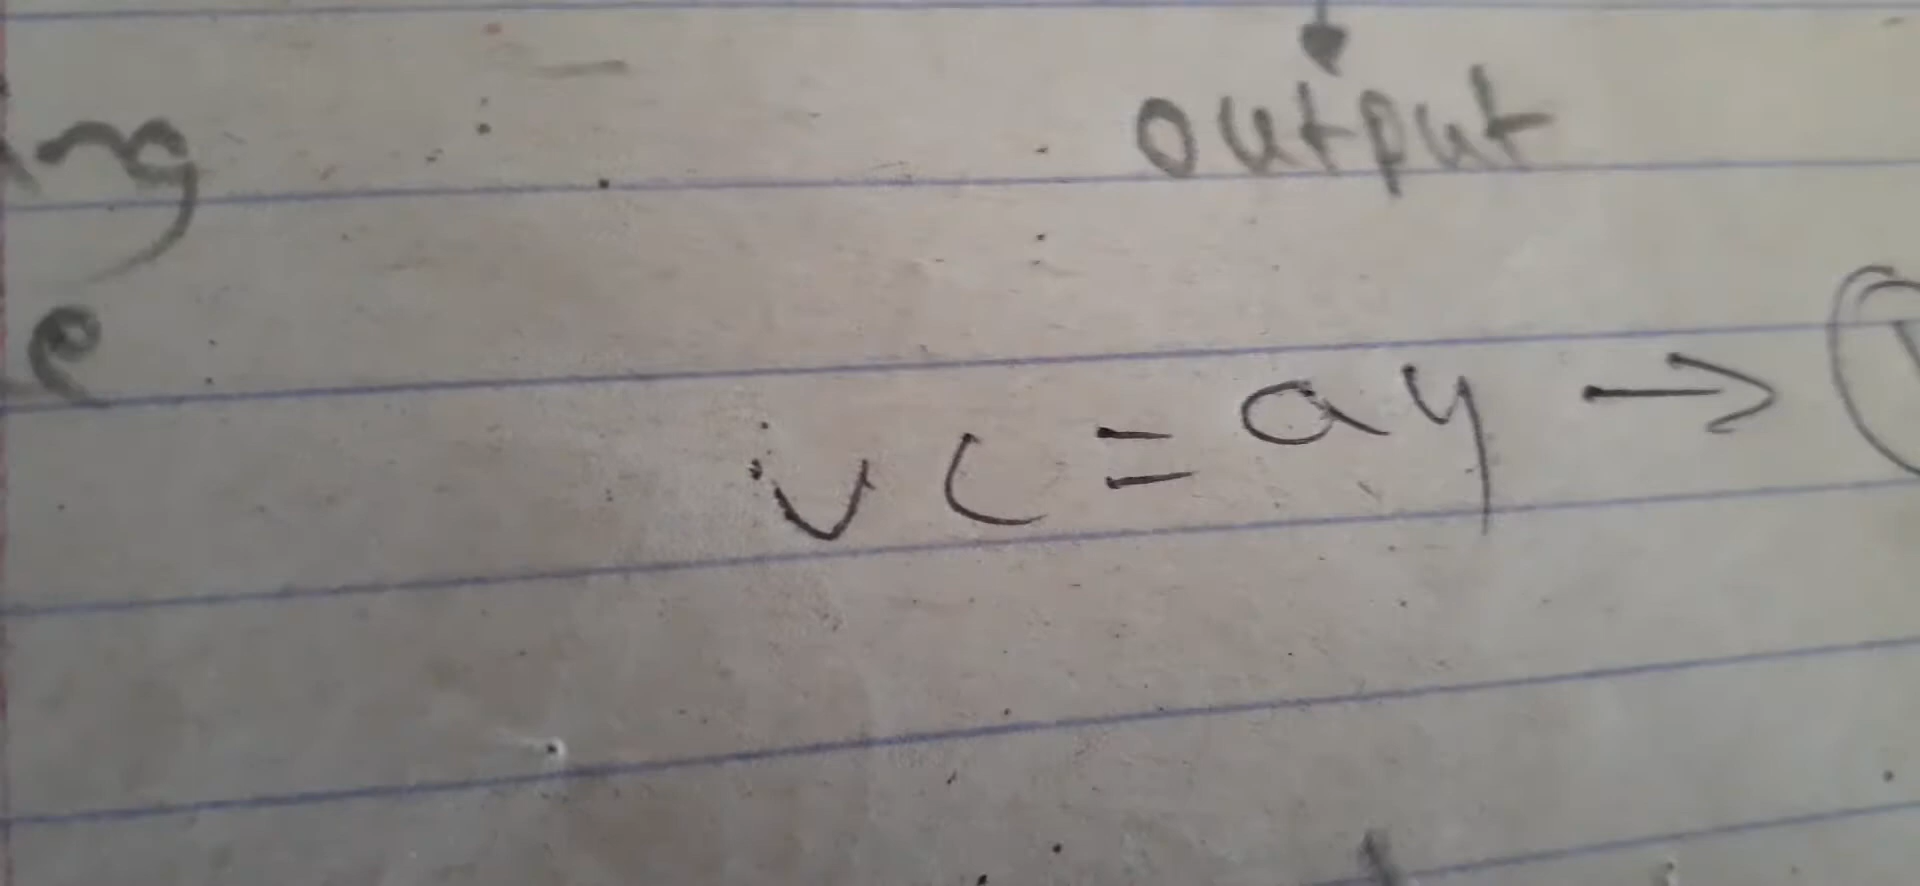 output
vc = ay →